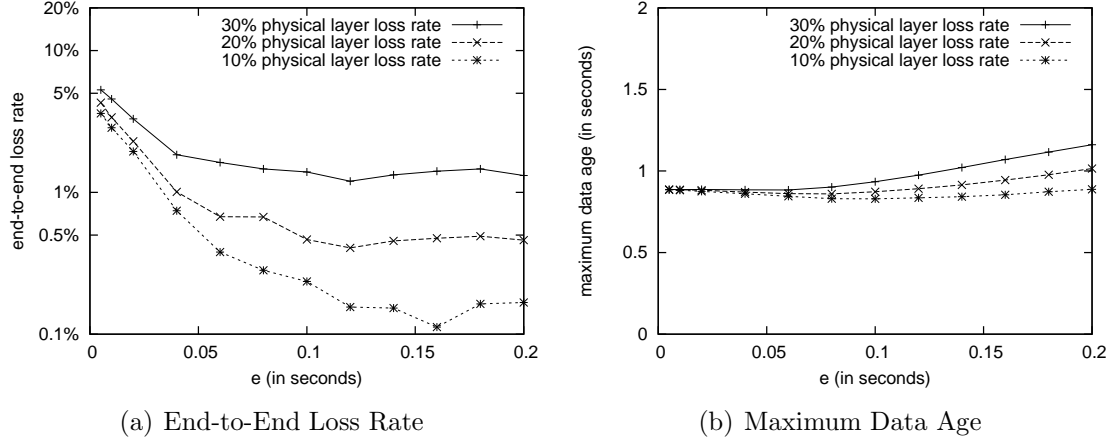 20%
10%
5%
1%
0.5%
0.1%
end-to-end loss rate
30% physical layer loss rate
20% physical layer loss rate
10% physical layer loss rate
0 0.05 0.1 0.15 0.2
e (in seconds)
(a) End-to-End Loss Rate
2
1.5
1
0.5
0
maximum data age (in seconds)
30% physical layer loss rate
20% physical layer loss rate
10% physical layer loss rate
0 0.05 0.1 0.15 0.2
e (in seconds)
(b) Maximum Data Age